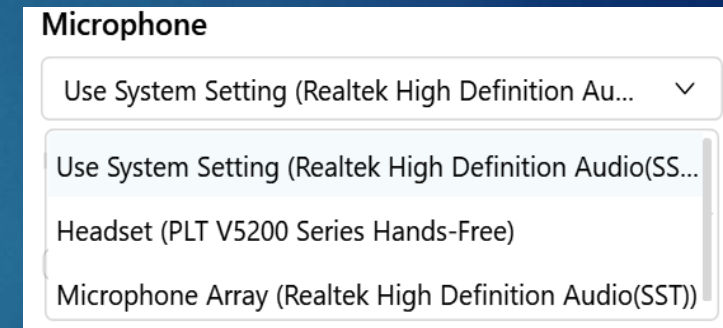 Microphone
Use System Setting (Realtek High Definition Au...
Use System Setting (Realtek High Definition Audio(SS...
Headset (PLT V5200 Series Hands-Free)
Microphone Array (Realtek High Definition Audio(SST))